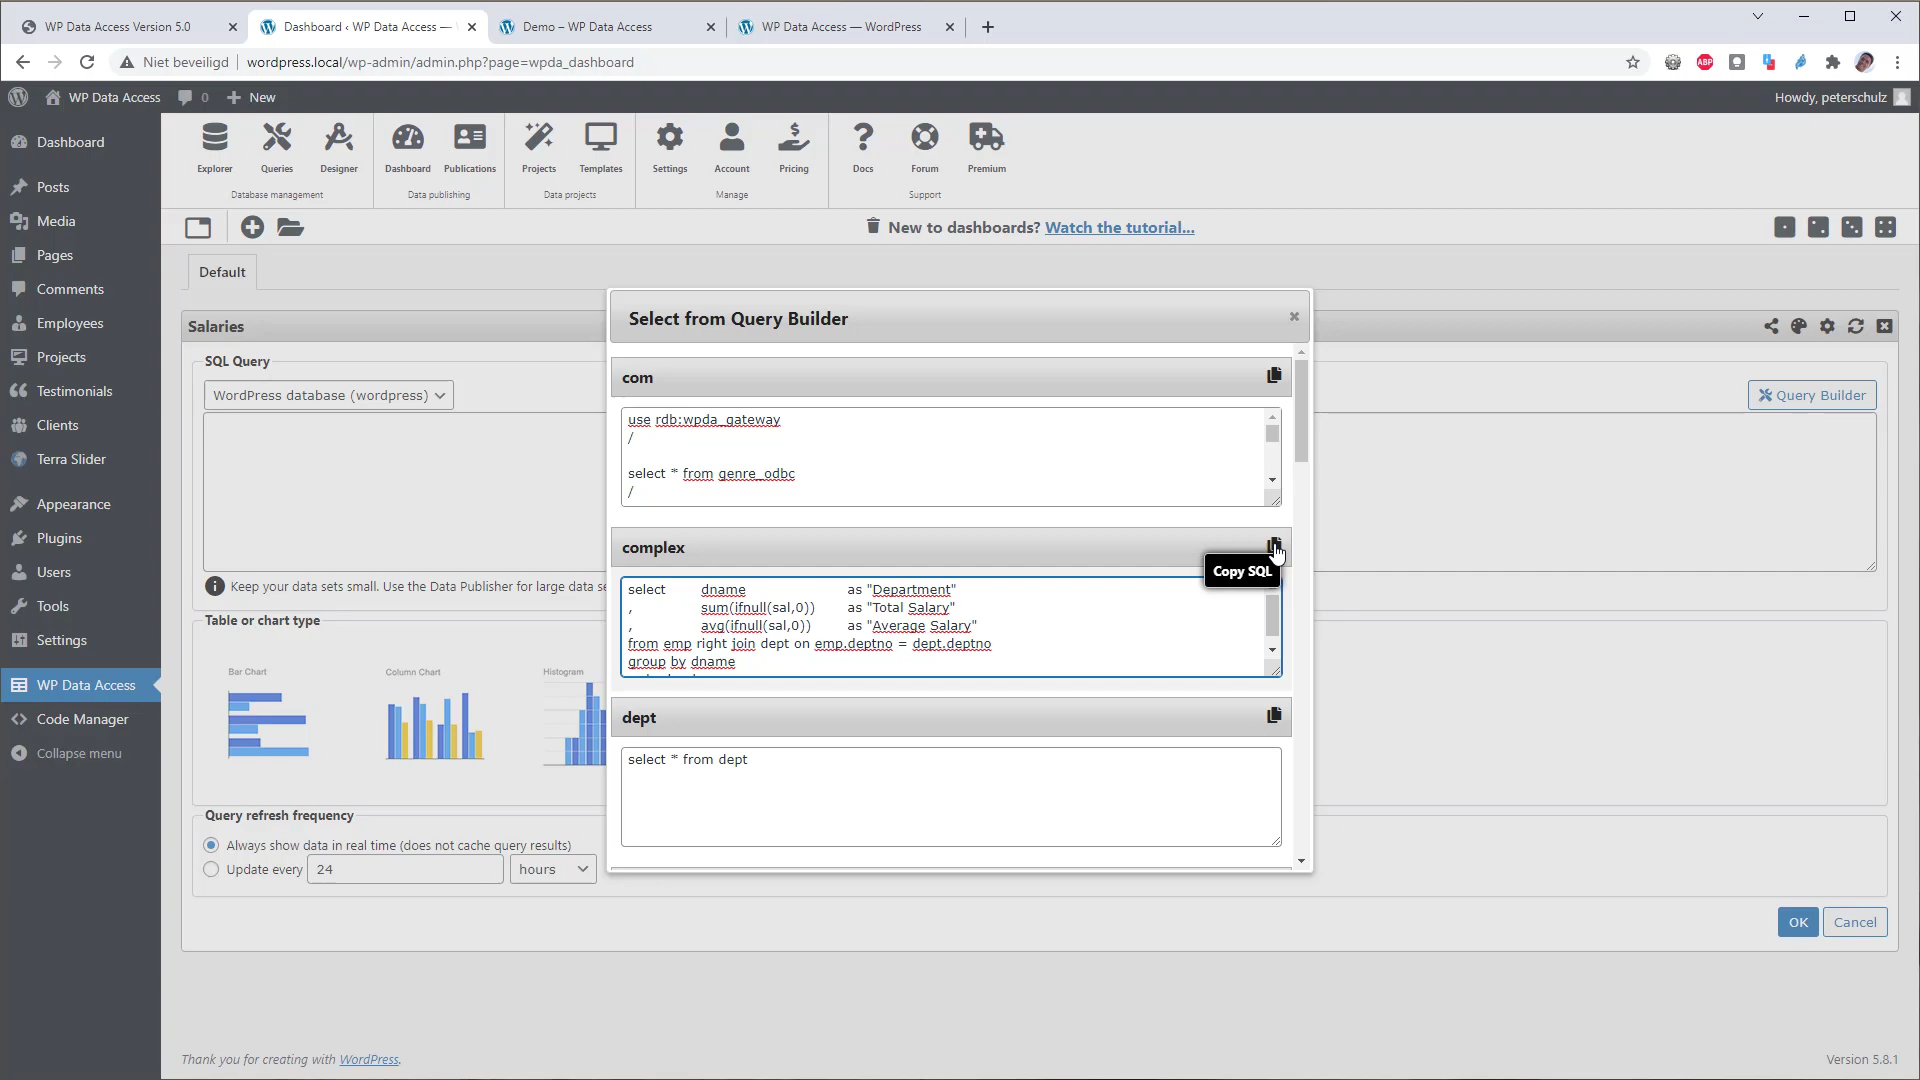 WP Data Access Version 5.0
Dashboard ‹ WP Data Access —
Demo – WP Data Access
WP Data Access — WordPress
Niet beveiligd
wordpress.local/wp-admin/admin.php?page=wpda_dashboard
ABP
WP Data Access
0
New
Howdy, peterschulz
Dashboard
Posts
Media
Pages
Comments
Employees
Projects
Testimonials
Clients
Terra Slider
Appearance
Plugins
Users
Tools
Settings
WP Data Access
Code Manager
Collapse menu
Explorer
Queries
Designer
Database management
Dashboard
Publications
Data publishing
Projects
Templates
Data projects
Settings
Account
Pricing
Manage
Docs
Forum
Premium
Support
New to dashboards? Watch the tutorial...
Default
Salaries
SQL Query
WordPress database (wordpress)
Query Builder
Keep your data sets small. Use the Data Publisher for large data se
Table or chart type
Bar Chart
Column Chart
Histogram
Query refresh frequency
Always show data in real time (does not cache query results)
Update every 24 hours
OK
Cancel
Select from Query Builder
com
use rdb:wpda_gateway
/
select * from genre_odbc
/
complex
Copy SQL
select dname as "Department"
, sum(ifnull(sal,0)) as "Total Salary"
, avg(ifnull(sal,0)) as "Average Salary"
from emp right join dept on emp.deptno = dept.deptno
group by dname
dept
select * from dept
Thank you for creating with WordPress.
Version 5.8.1